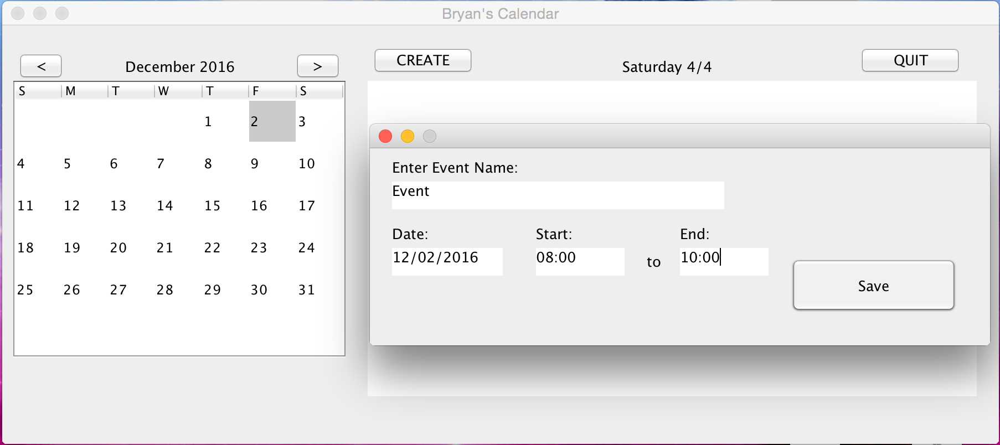 Bryan's Calendar
< December 2016 >
S M T W T F S
1 2 3
4 5 6 7 8 9 10
11 12 13 14 15 16 17
18 19 20 21 22 23 24
25 26 27 28 29 30 31
CREATE Saturday 4/4 QUIT
Enter Event Name:
Event
Date: Start: End:
12/02/2016 08:00 to 10:00
Save